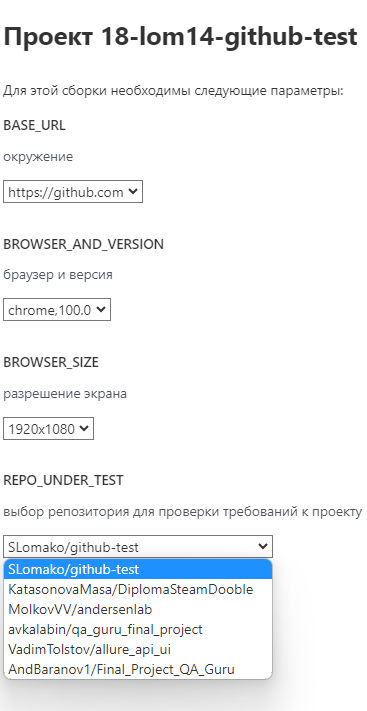 Проект 18-lom14-github-test
Для этой сборки необходимы следующие параметры:
BASE_URL
окружение
https://github.com
BROWSER_AND_VERSION
браузер и версия
chrome,100.0
BROWSER_SIZE
разрешение экрана
1920x1080
REPO_UNDER_TEST
выбор репозитория для проверки требований к проекту
SLomako/github-test
SLomako/github-test
KatasonovaMasa/DiplomaSteamDooble
MolkovVV/andersenlab
avkalabin/qa_guru_final_project
VadimTolstov/allure_api_ui
AndBaranov1/Final_Project_QA_Guru